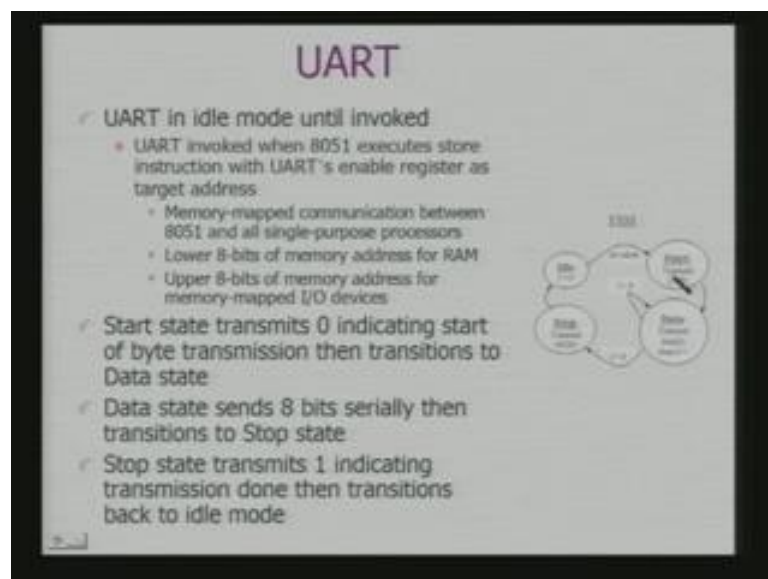 UART
UART in idle mode until invoked
UART invoked when 8051 executes store
instruction with UART's enable register as
target address
Memory-mapped communication between
8051 and all single-purpose processors
Lower 8-bits of memory address for RAM
Upper 8-bits of memory address for
memory-mapped I/O devices
Start state transmits 0 indicating start
of byte transmission then transitions to
Data state
Data state sends 8 bits serially then
transitions to Stop state
Stop state transmits 1 indicating
transmission done then transitions
back to idle mode